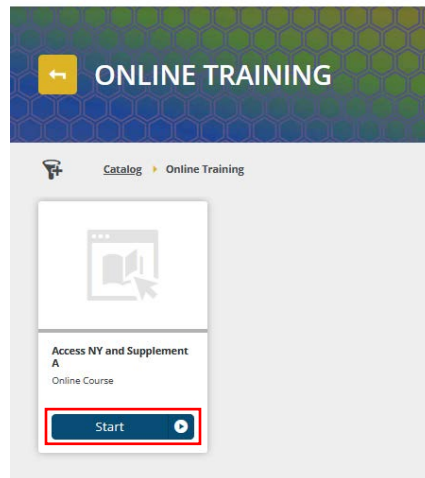 ONLINE TRAINING
Catalog Online Training
Access NY and Supplement
A
Online Course
Start